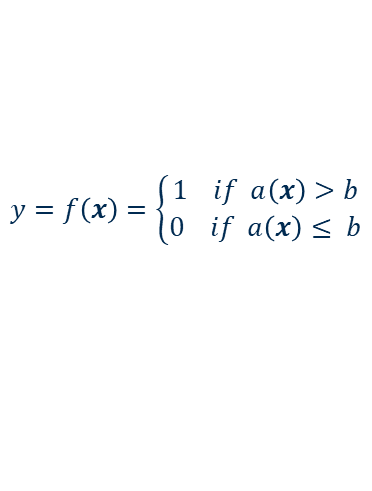 y = f(x) = { 1 if a(x) > b
0 if a(x) ≤ b